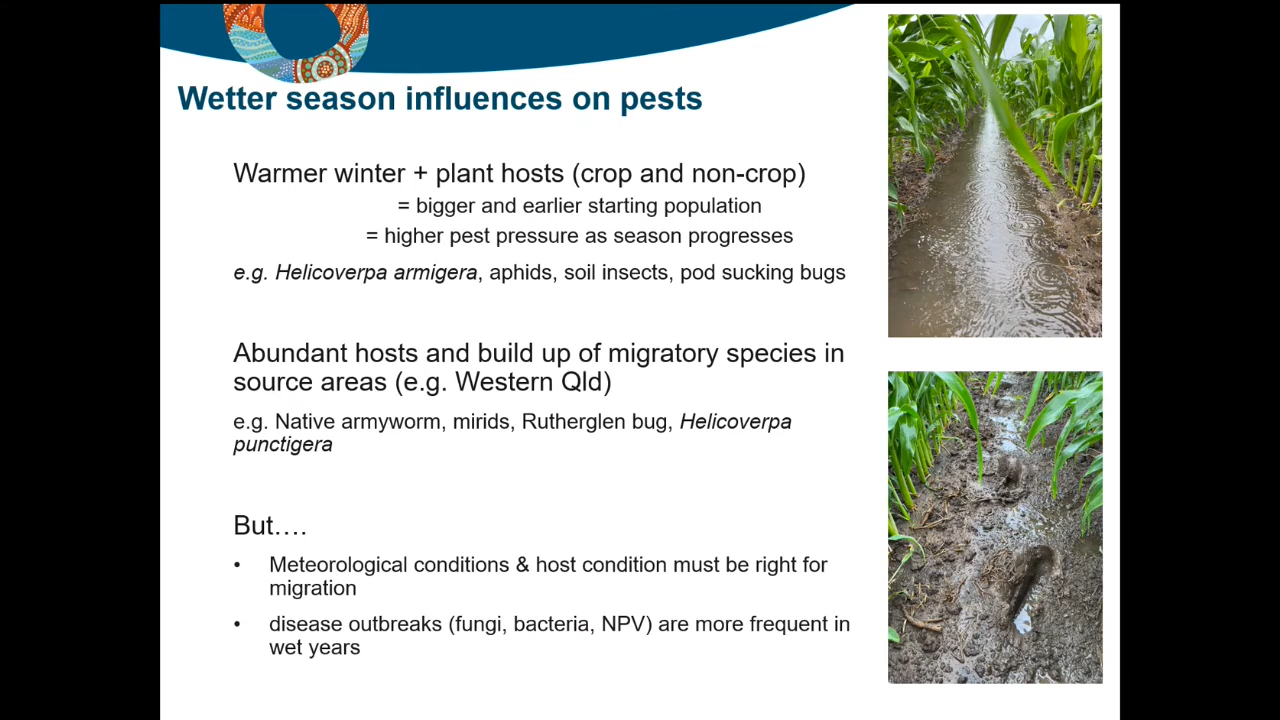 Wetter season influences on pests
Warmer winter + plant hosts (crop and non-crop)
= bigger and earlier starting population
= higher pest pressure as season progresses
e.g. Helicoverpa armigera, aphids, soil insects, pod sucking bugs
Abundant hosts and build up of migratory species in
source areas (e.g. Western Qld)
e.g. Native armyworm, mirids, Rutherglen bug, Helicoverpa
punctigera
But….
• Meteorological conditions & host condition must be right for
migration
• disease outbreaks (fungi, bacteria, NPV) are more frequent in
wet years